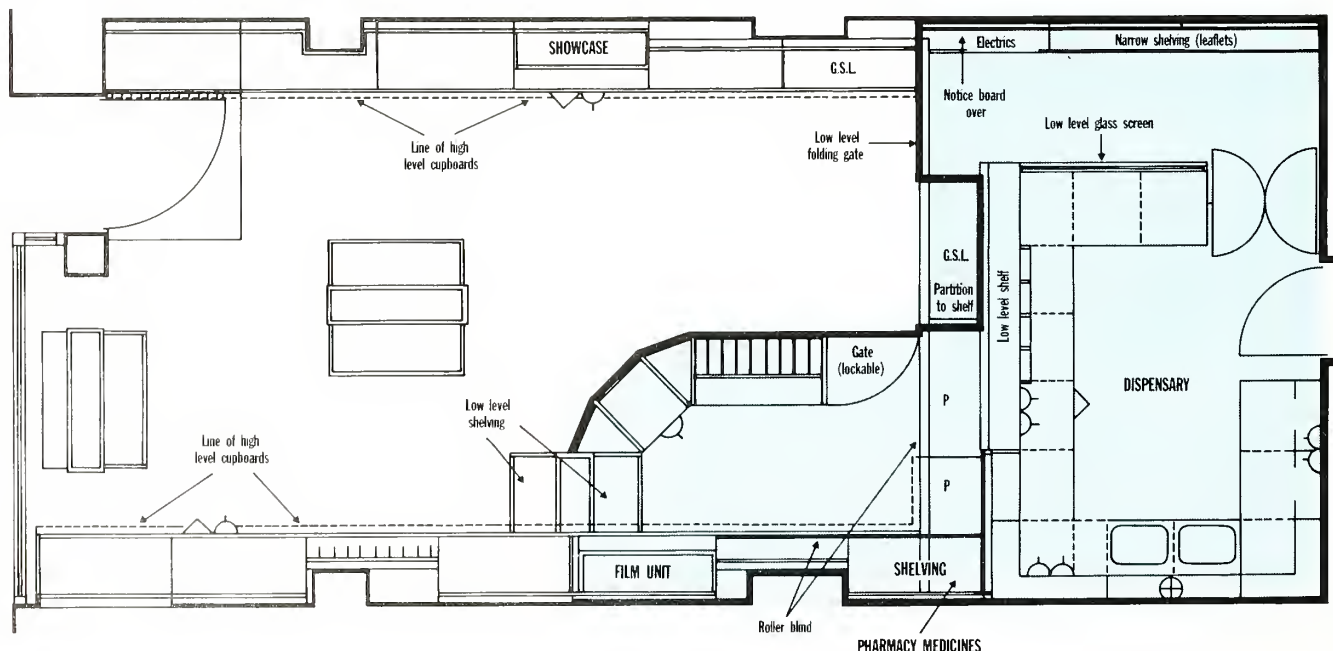 SHOWCASE
G.S.L.
Electrics
Narrow shelving (leaflets)
Notice board
over
Low level glass screen
Line of high
level cupboards
Low level
folding gate
G.S.L.
Partition
to shelf
Low level shelf
Gate
(lockable)
DISPENSARY
P
Low level
shelving
Line of high
level cupboards
P
FILM UNIT
SHELVING
Roller blind
PHARMACY MEDICINES